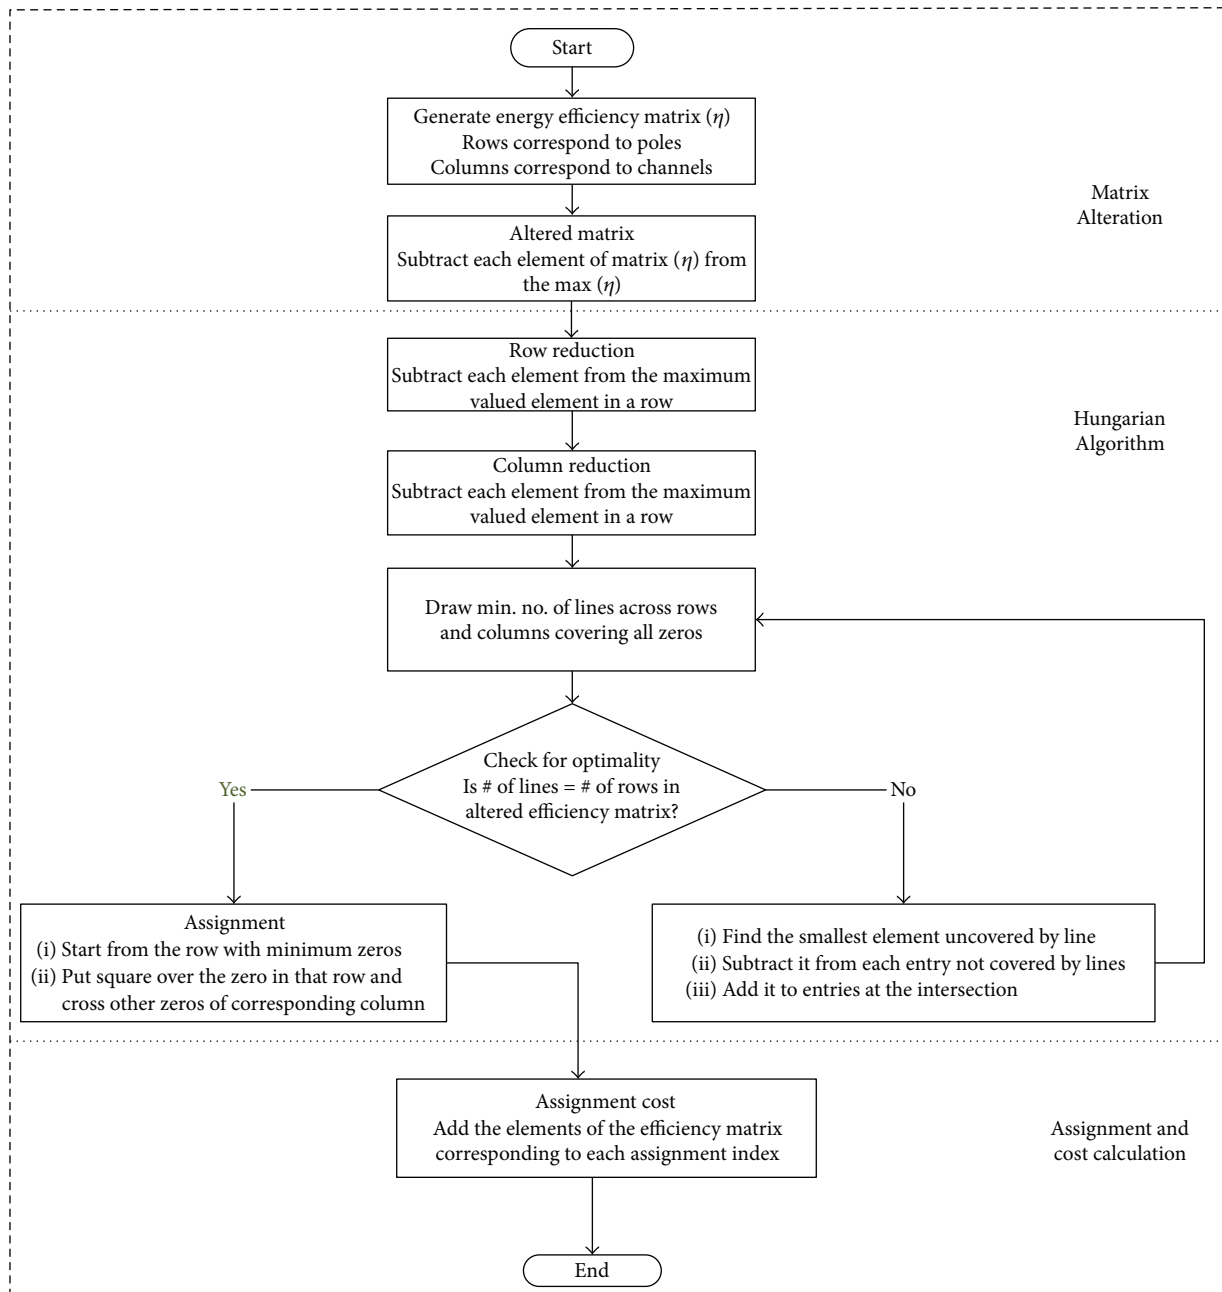 Start
Generate energy efficiency matrix (η)
Rows correspond to poles
Columns correspond to channels
Matrix
Alteration
Altered matrix
Subtract each element of matrix (η) from
the max (η)
Row reduction
Subtract each element from the maximum
valued element in a row
Hungarian
Algorithm
Column reduction
Subtract each element from the maximum
valued element in a row
Draw min. no. of lines across rows
and columns covering all zeros
Check for optimality
Is # of lines = # of rows in
altered efficiency matrix?
Yes
No
Assignment
(i) Start from the row with minimum zeros
(ii) Put square over the zero in that row and
cross other zeros of corresponding column
(i) Find the smallest element uncovered by line
(ii) Subtract it from each entry not covered by lines
(iii) Add it to entries at the intersection
Assignment cost
Add the elements of the efficiency matrix
corresponding to each assignment index
Assignment and
cost calculation
End